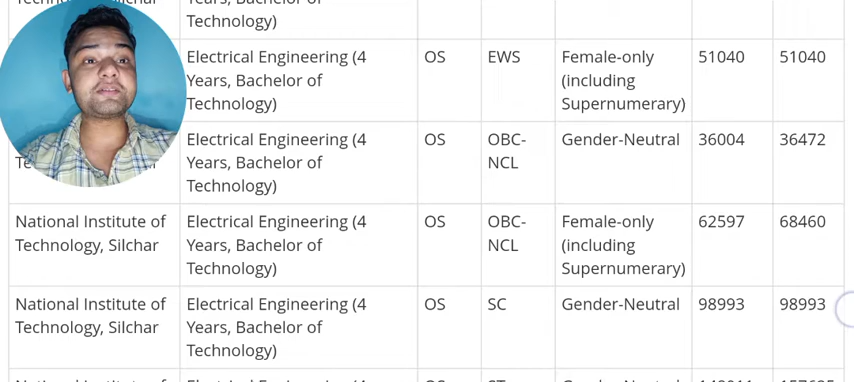 Years, Bachelor of
Technology)
Electrical Engineering (4 OS EWS Female-only 51040 51040
Years, Bachelor of (including
Technology) Supernumerary)
Electrical Engineering (4 OS OBC- Gender-Neutral 36004 36472
Years, Bachelor of NCL
Technology)
National Institute of Electrical Engineering (4 OS OBC- Female-only 62597 68460
Technology, Silchar Years, Bachelor of NCL (including
Technology) Supernumerary)
National Institute of Electrical Engineering (4 OS SC Gender-Neutral 98993 98993
Technology, Silchar Years, Bachelor of
Technology)